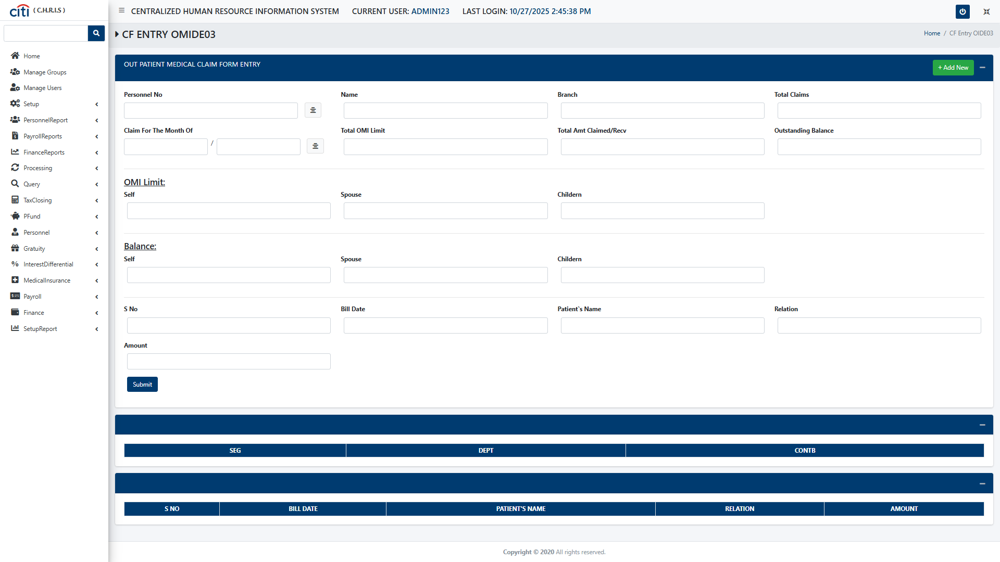 citi ( C.H.R.I.S )
CENTRALIZED HUMAN RESOURCE INFORMATION SYSTEM CURRENT USER: ADMIN123 LAST LOGIN: 10/27/2025 2:45:38 PM
CF ENTRY OMIDE03
Home / CF Entry OIDE03
Home
Manage Groups
Manage Users
Setup
PersonnelReport
PayrollReports
FinanceReports
Processing
Query
TaxClosing
PFund
Personnel
Gratuity
InterestDifferential
MedicalInsurance
Payroll
Finance
SetupReport
OUT PATIENT MEDICAL CLAIM FORM ENTRY
+ Add New
Personnel No Name Branch Total Claims
Claim For The Month Of Total OMI Limit Total Amt Claimed/Recv Outstanding Balance
/
OMI Limit:
Self Spouse Childern
Balance:
Self Spouse Childern
S No Bill Date Patient`s Name Relation
Amount
Submit
SEG DEPT CONTB
S NO BILL DATE PATIENT'S NAME RELATION AMOUNT
Copyright © 2020 All rights reserved.